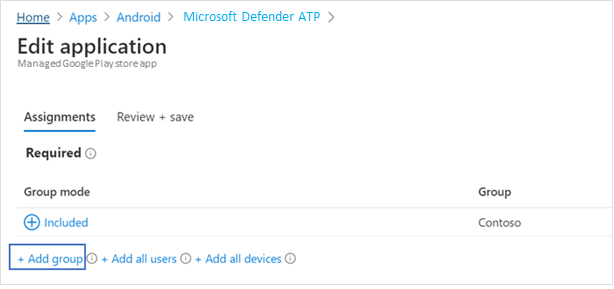 Home > Apps > Android > Microsoft Defender ATP >
Edit application
Managed Google Play store app
Assignments Review + save
Required
Group mode Group
Included Contoso
+ Add group + Add all users + Add all devices